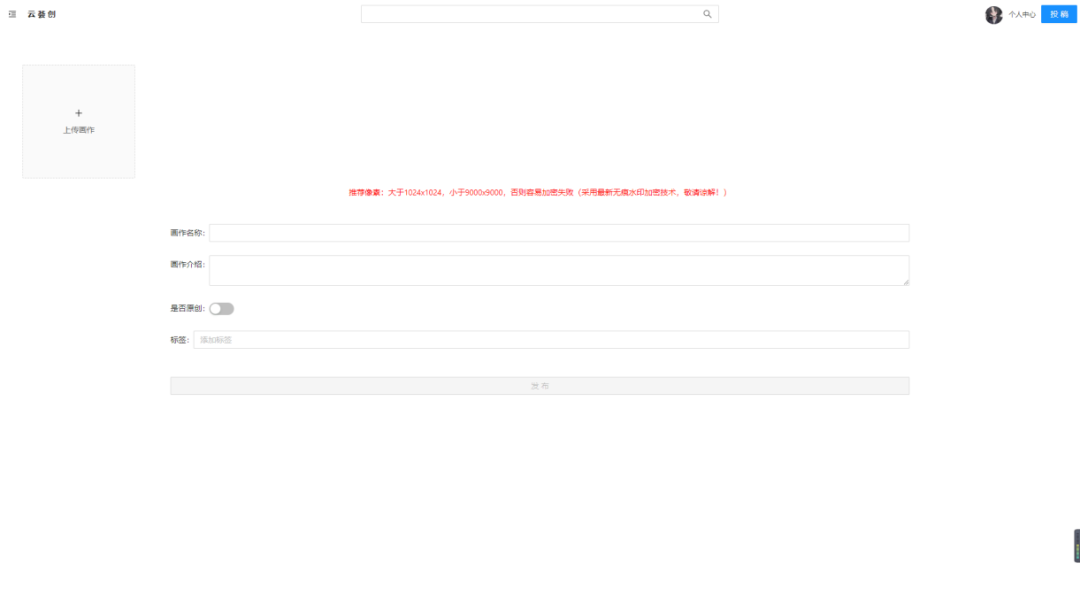 云荟创
个人中心
投 稿
+
上传画作
推荐像素：大于1024x1024，小于9000x9000，否则容易加密失败（采用最新无痕水印加密技术，敬请谅解！）
画作名称:
画作介绍:
是否原创:
标签: 添加标签
发 布